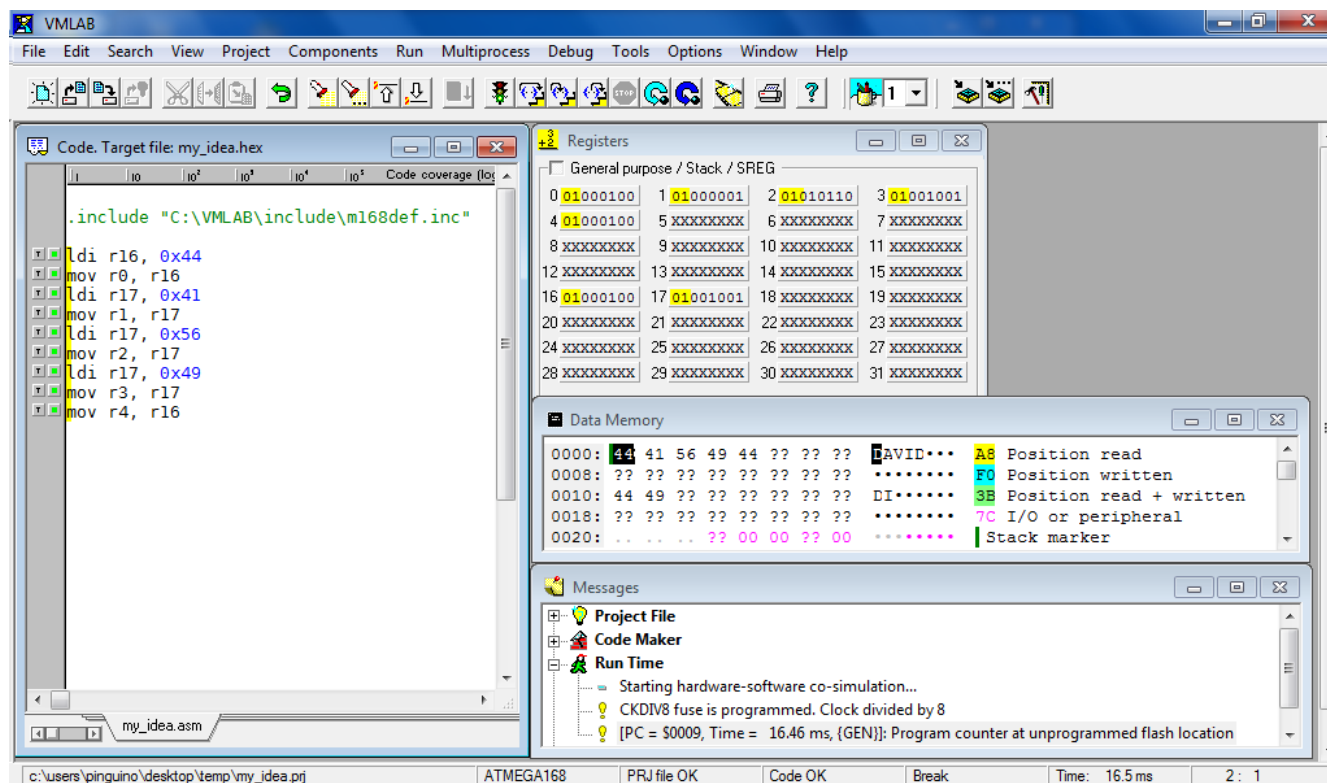 VMLAB
File Edit Search View Project Components Run Multiprocess Debug Tools Options Window Help
STOP
1
Code. Target file: my_idea.hex
1 10 10² 10³ 10⁴ 10⁵ Code coverage (log
.include "C:\VMLAB\include\m168def.inc"
ldi r16, 0x44
mov r0, r16
ldi r17, 0x41
mov r1, r17
ldi r17, 0x56
mov r2, r17
ldi r17, 0x49
mov r3, r17
mov r4, r16
my_idea.asm
Registers
General purpose / Stack / SREG
0 01000100 1 01000001 2 01010110 3 01001001
4 01000100 5 XXXXXXXX 6 XXXXXXXX 7 XXXXXXXX
8 XXXXXXXX 9 XXXXXXXX 10 XXXXXXXX 11 XXXXXXXX
12 XXXXXXXX 13 XXXXXXXX 14 XXXXXXXX 15 XXXXXXXX
16 01000100 17 01001001 18 XXXXXXXX 19 XXXXXXXX
20 XXXXXXXX 21 XXXXXXXX 22 XXXXXXXX 23 XXXXXXXX
24 XXXXXXXX 25 XXXXXXXX 26 XXXXXXXX 27 XXXXXXXX
28 XXXXXXXX 29 XXXXXXXX 30 XXXXXXXX 31 XXXXXXXX
Data Memory
0000: 44 41 56 49 44 ?? ?? ?? DAVID••• A8 Position read
0008: ?? ?? ?? ?? ?? ?? ?? ?? •••••••• F0 Position written
0010: 44 49 ?? ?? ?? ?? ?? ?? DI•••••• 3B Position read + written
0018: ?? ?? ?? ?? ?? ?? ?? ?? •••••••• 7C I/O or peripheral
0020: .. .. .. ?? 00 00 ?? 00 •••••••• Stack marker
Messages
Project File
Code Maker
Run Time
Starting hardware-software co-simulation...
CKDIV8 fuse is programmed. Clock divided by 8
[PC = $0009, Time = 16.46 ms, {GEN}]: Program counter at unprogrammed flash location
c:\users\pinguino\desktop\temp\my_idea.prj ATMEGA168 PRJ file OK Code OK Break Time: 16.5 ms 2: 1